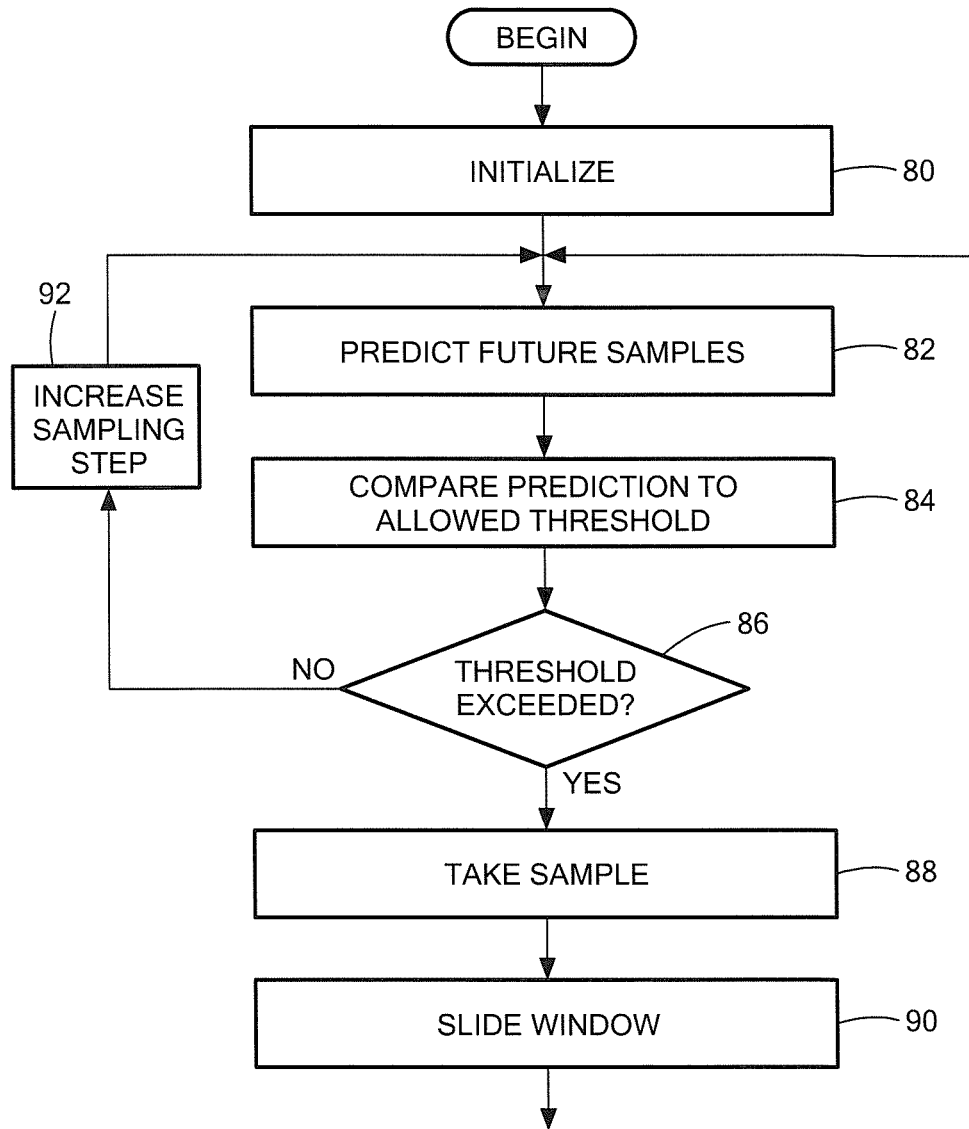 BEGIN
INITIALIZE
80
92
PREDICT FUTURE SAMPLES
82
INCREASE
SAMPLING
STEP
COMPARE PREDICTION TO
ALLOWED THRESHOLD
84
86
NO
THRESHOLD
EXCEEDED?
YES
TAKE SAMPLE
88
SLIDE WINDOW
90